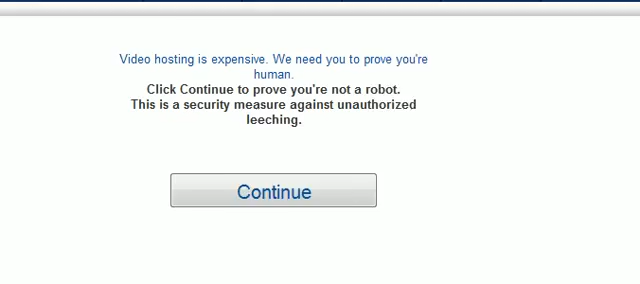 Video hosting is expensive. We need you to prove you're
human.
Click Continue to prove you're not a robot.
This is a security measure against unauthorized
leeching.
Continue